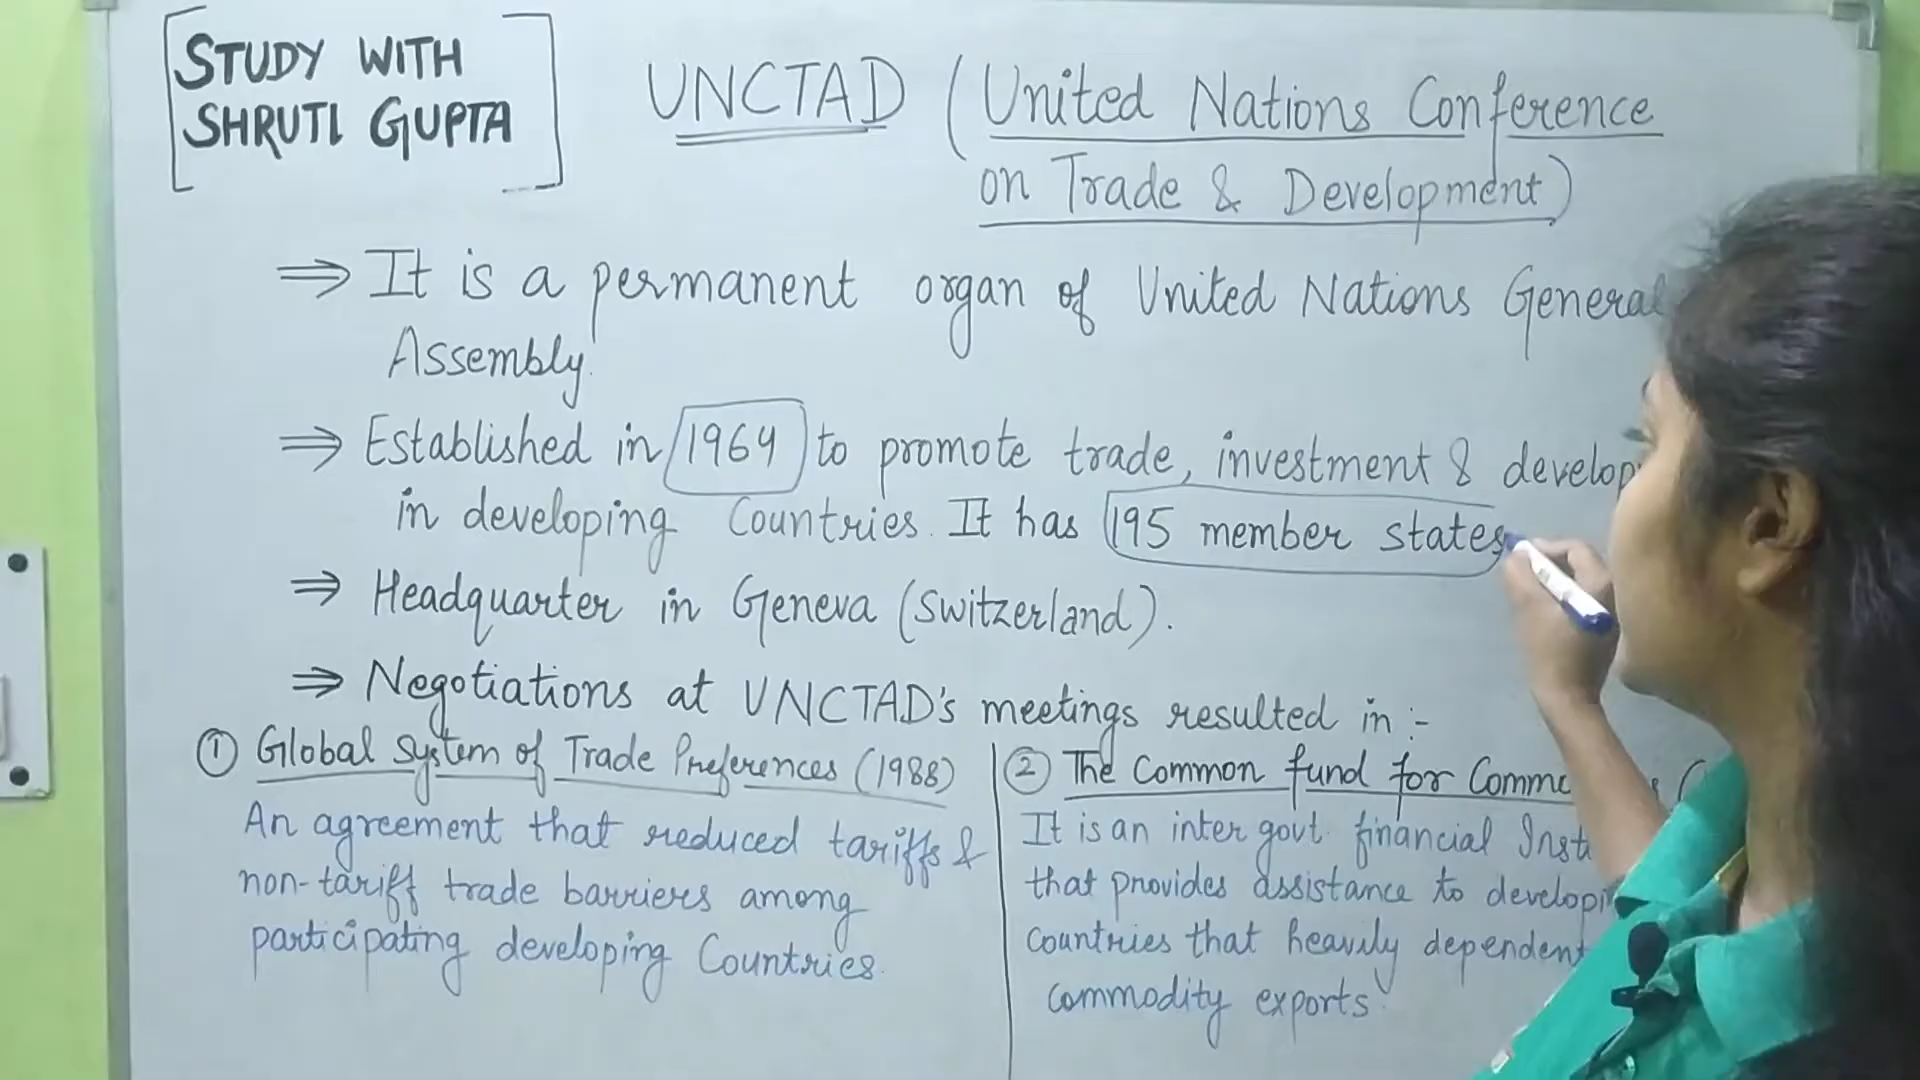 STUDY WITH
SHRUTI GUPTA
UNCTAD (United Nations Conference
on Trade & Development)
⇒ It is a permanent organ of United Nations General
Assembly.
⇒ Established in 1964 to promote trade, investment & develop
in developing Countries. It has 195 member states
⇒ Headquarter in Geneva (Switzerland).
⇒ Negotiations at UNCTAD's meetings resulted in :-
① Global System of Trade Preferences (1988)
An agreement that reduced tariffs &
non-tariff trade barriers among
participating developing Countries.
② The Common fund for
It is an inter govt. financial
that provides assistance to
countries that heavily dependent
commodity exports.